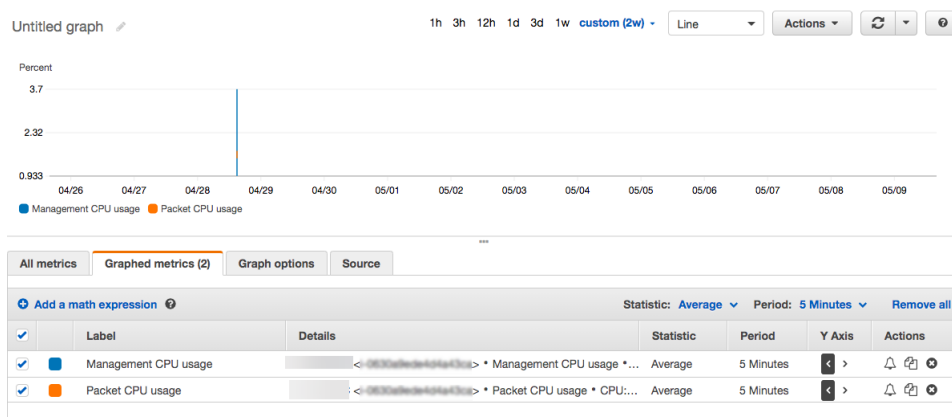 Untitled graph 1h 3h 12h 1d 3d 1w custom (2w) Line Actions
Percent
3.7
2.32
0.933
04/26 04/27 04/28 04/29 04/30 05/01 05/02 05/03 05/04 05/05 05/06 05/07 05/08 05/09
Management CPU usage Packet CPU usage
All metrics Graphed metrics (2) Graph options Source
Add a math expression ? Statistic: Average Period: 5 Minutes Remove all
Label Details Statistic Period Y Axis Actions
Management CPU usage < > • Management CPU usage •... Average 5 Minutes < >
Packet CPU usage < > • Packet CPU usage • CPU:... Average 5 Minutes < >